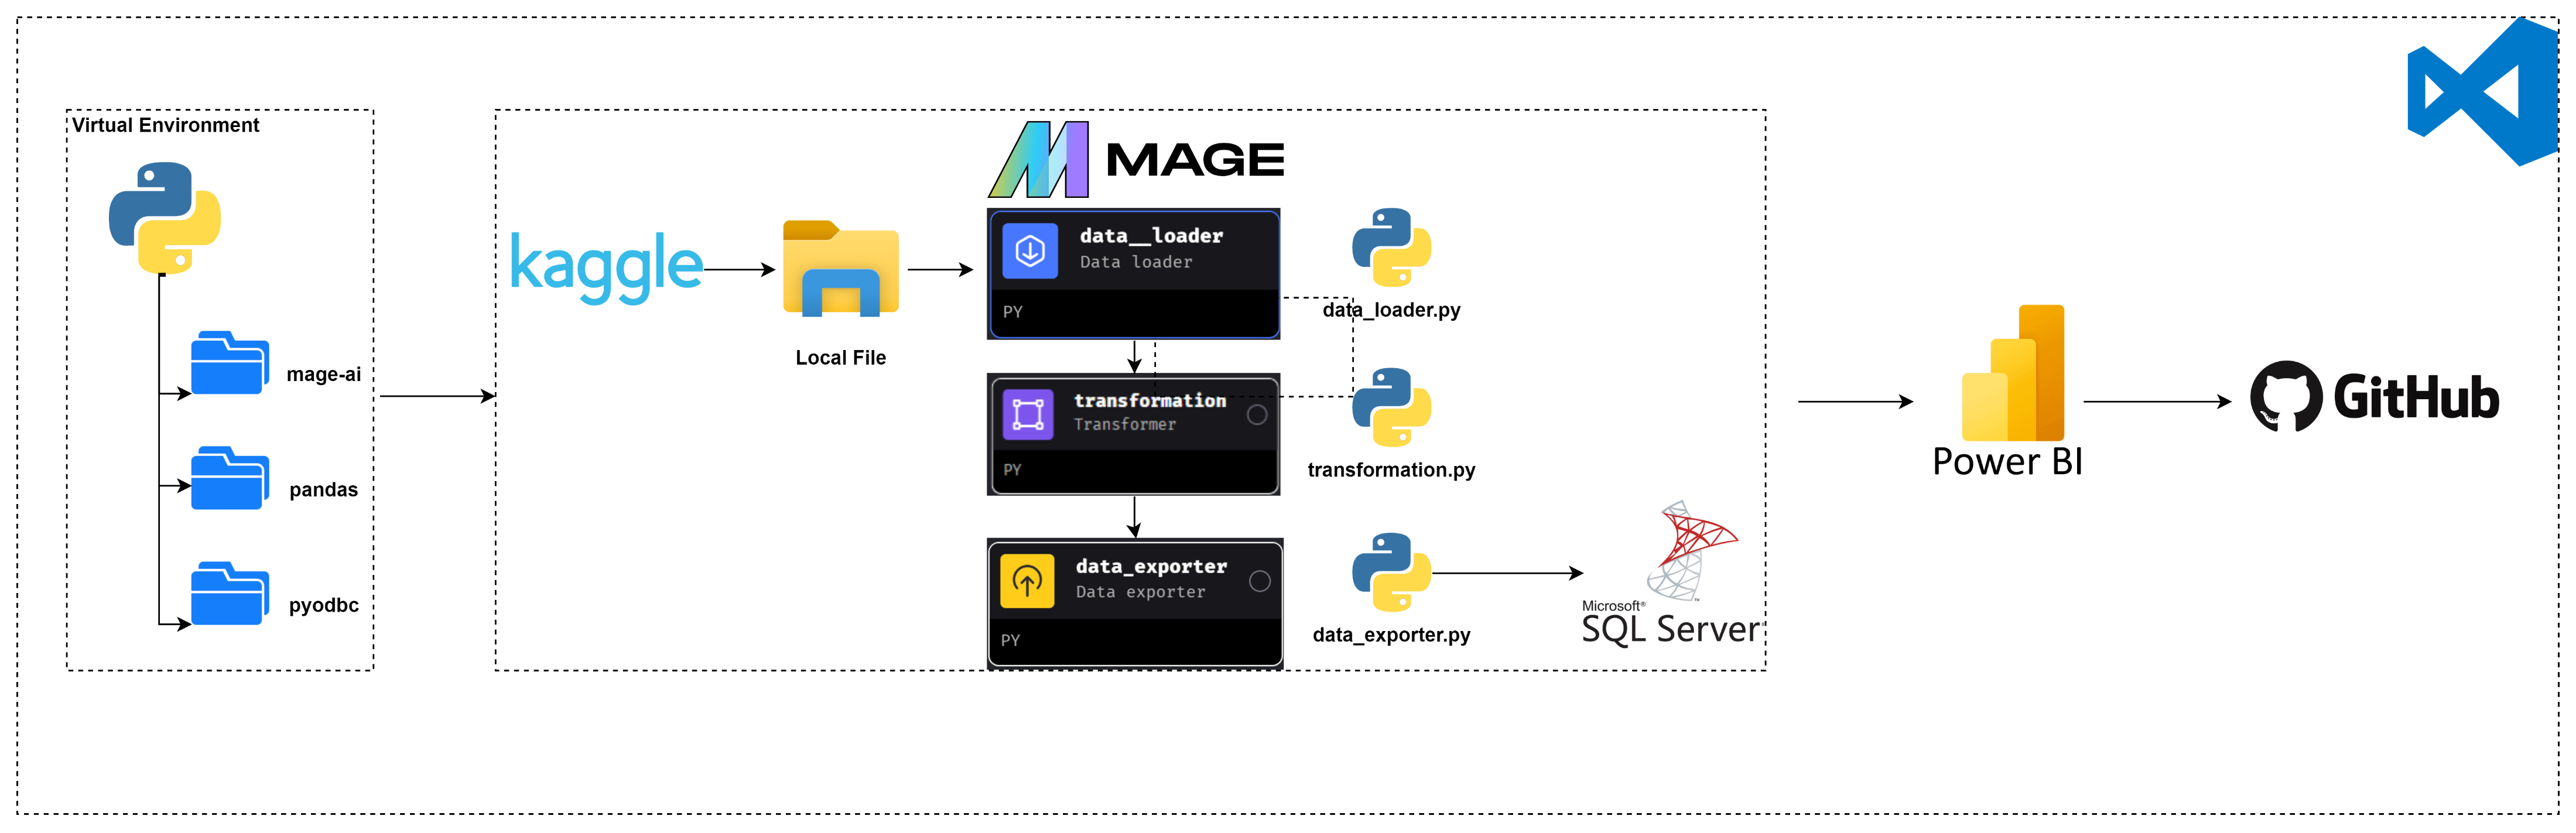 Virtual Environment
mage-ai
pandas
pyodbc
kaggle
Local File
MAGE
data__loader
Data loader
PY
data_loader.py
transformation
Transformer
PY
transformation.py
data_exporter
Data exporter
PY
data_exporter.py
Microsoft®
SQL Server
Power BI
GitHub